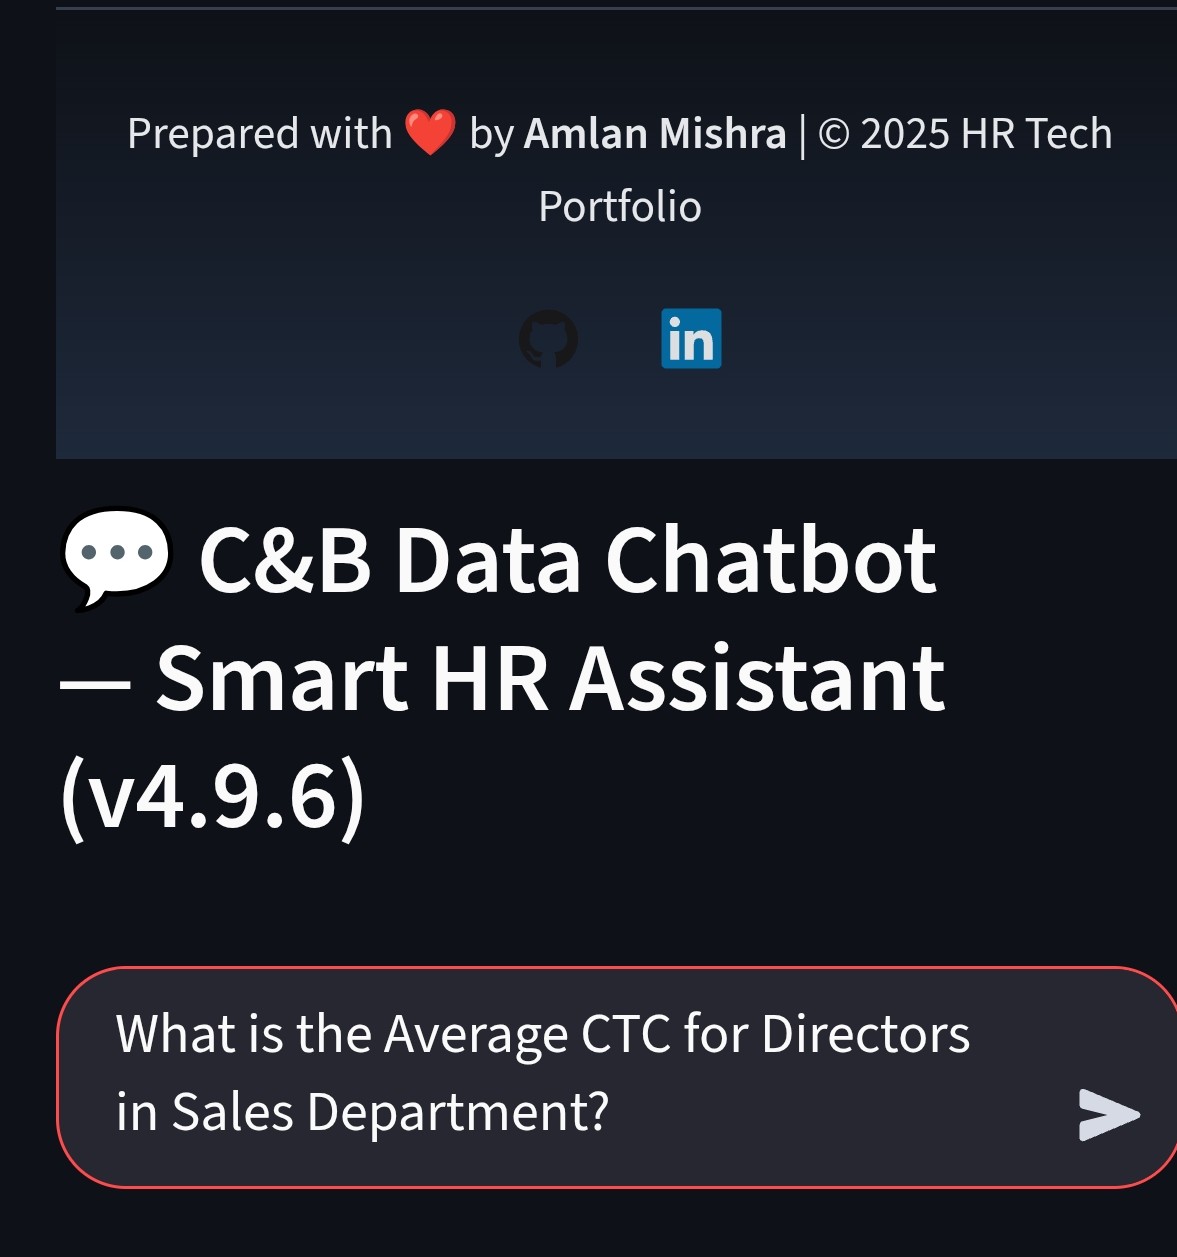 Prepared with ❤️ by Amlan Mishra | © 2025 HR Tech
Portfolio
in
💬 C&B Data Chatbot
— Smart HR Assistant
(v4.9.6)
What is the Average CTC for Directors
in Sales Department?